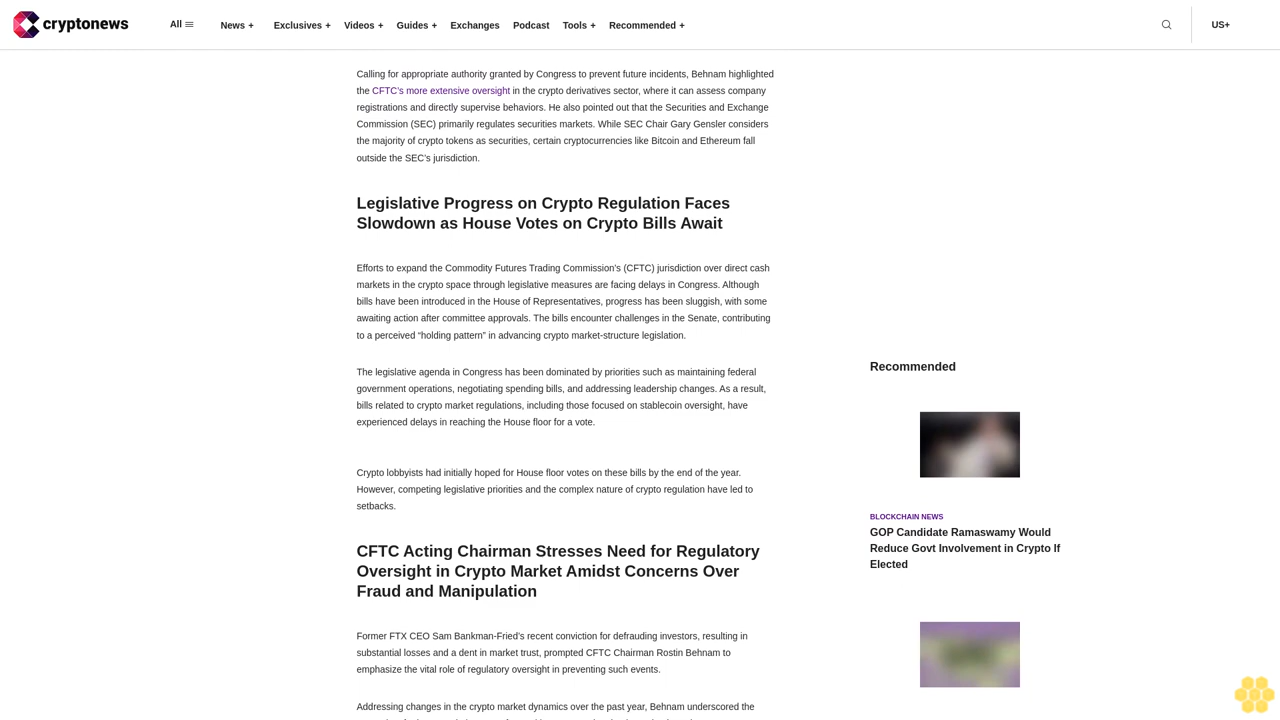 cryptonews
All
News +
Exclusives +
Videos +
Guides +
Exchanges
Podcast
Tools +
Recommended +
US+
Calling for appropriate authority granted by Congress to prevent future incidents, Behnam highlighted
the CFTC’s more extensive oversight in the crypto derivatives sector, where it can assess company
registrations and directly supervise behaviors. He also pointed out that the Securities and Exchange
Commission (SEC) primarily regulates securities markets. While SEC Chair Gary Gensler considers
the majority of crypto tokens as securities, certain cryptocurrencies like Bitcoin and Ethereum fall
outside the SEC’s jurisdiction.
Legislative Progress on Crypto Regulation Faces
Slowdown as House Votes on Crypto Bills Await
Efforts to expand the Commodity Futures Trading Commission’s (CFTC) jurisdiction over direct cash
markets in the crypto space through legislative measures are facing delays in Congress. Although
bills have been introduced in the House of Representatives, progress has been sluggish, with some
awaiting action after committee approvals. The bills encounter challenges in the Senate, contributing
to a perceived “holding pattern” in advancing crypto market-structure legislation.
The legislative agenda in Congress has been dominated by priorities such as maintaining federal
government operations, negotiating spending bills, and addressing leadership changes. As a result,
bills related to crypto market regulations, including those focused on stablecoin oversight, have
experienced delays in reaching the House floor for a vote.
Crypto lobbyists had initially hoped for House floor votes on these bills by the end of the year.
However, competing legislative priorities and the complex nature of crypto regulation have led to
setbacks.
CFTC Acting Chairman Stresses Need for Regulatory
Oversight in Crypto Market Amidst Concerns Over
Fraud and Manipulation
Former FTX CEO Sam Bankman-Fried’s recent conviction for defrauding investors, resulting in
substantial losses and a dent in market trust, prompted CFTC Chairman Rostin Behnam to
emphasize the vital role of regulatory oversight in preventing such events.
Addressing changes in the crypto market dynamics over the past year, Behnam underscored the
Recommended
BLOCKCHAIN NEWS
GOP Candidate Ramaswamy Would
Reduce Govt Involvement in Crypto If
Elected